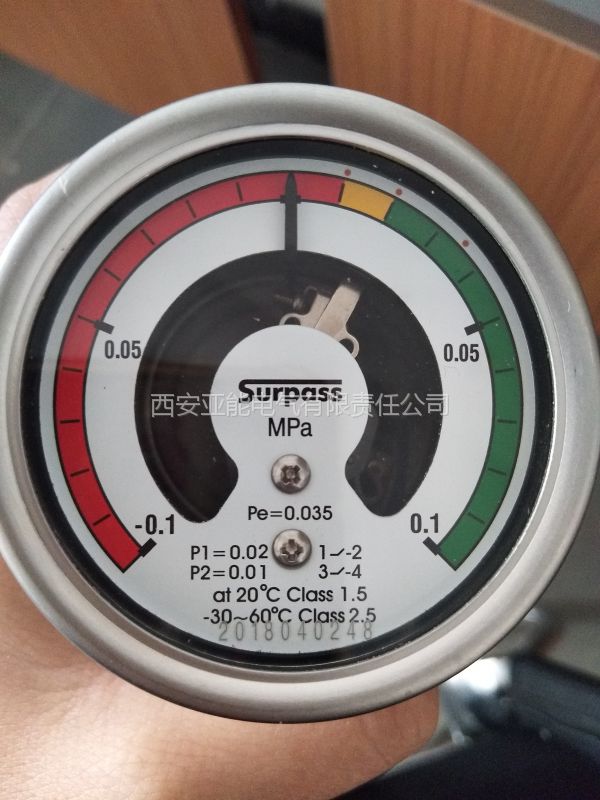 0.05
0.05
Surpass
西安亚能电气有限责任公司
MPa
-0.1
0.1
Pe=0.035
P1=0.02 1-2
P2=0.01 3-4
at 20°C Class 1.5
-30~60°C Class 2.5
2018040248